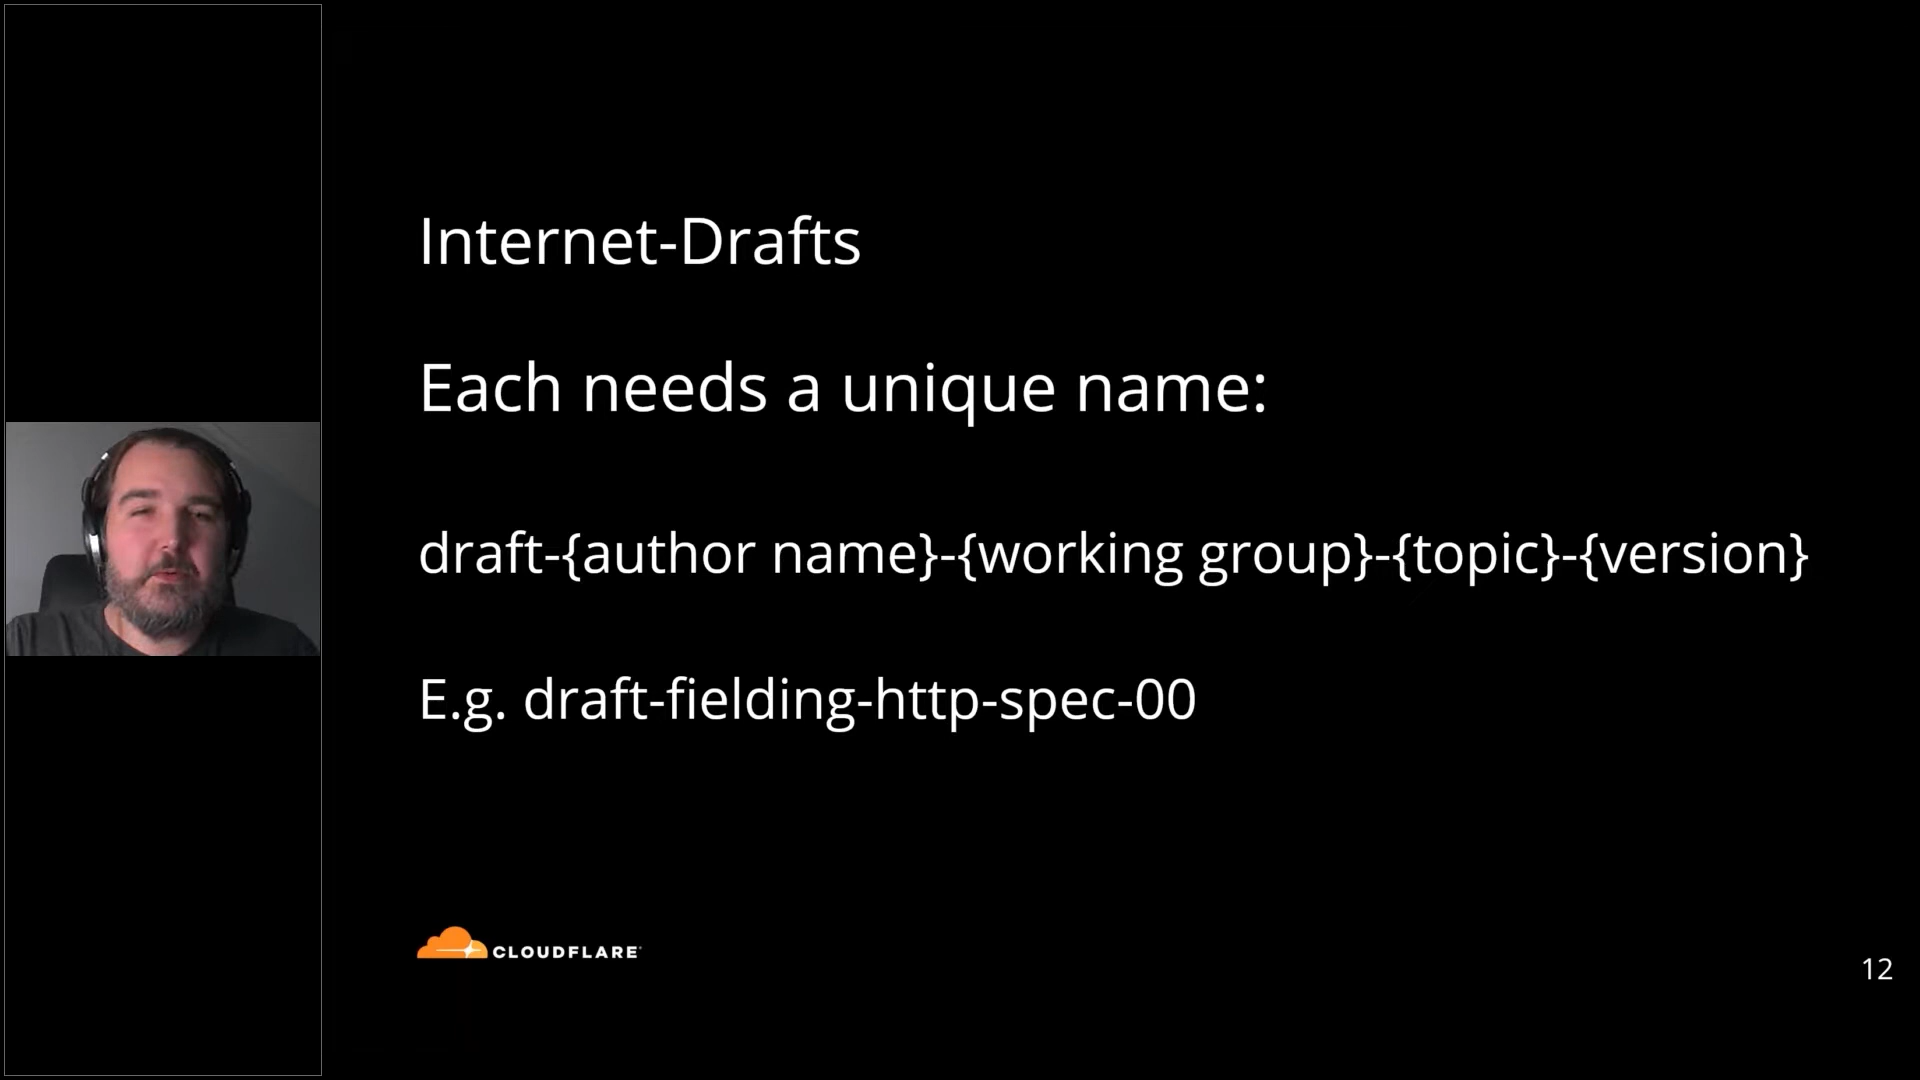 Internet-Drafts
Each needs a unique name:
draft-{author name}-{working group}-{topic}-{version}
E.g. draft-fielding-http-spec-00
CLOUDFLARE
12